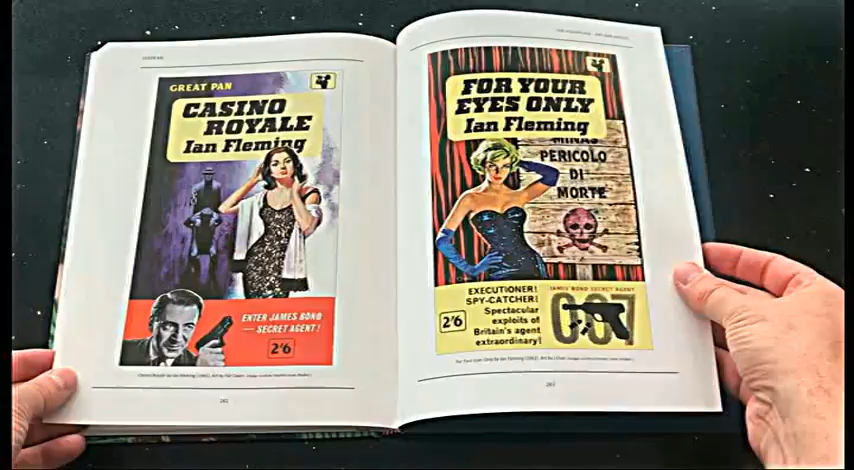 GREAT PAN
CASINO
ROYALE
Ian Fleming
ENTER JAMES BOND
— SECRET AGENT!
2'6
FOR YOUR
EYES ONLY
Ian Fleming
MINAS
PERICOLO
DI
MORTE
EXECUTIONER!
SPY-CATCHER!
Spectacular
exploits of
Britain's agent
extraordinary!
2'6
JAMES BOND SECRET AGENT
007